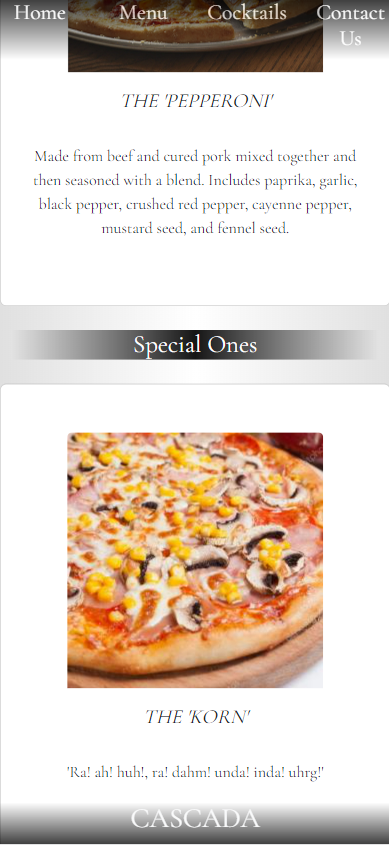 Home Menu Cocktails Contact Us
THE 'PEPPERONI'
Made from beef and cured pork mixed together and
then seasoned with a blend. Includes paprika, garlic,
black pepper, crushed red pepper, cayenne pepper,
mustard seed, and fennel seed.
Special Ones
THE 'KORN'
'Ra! ah! huh!, ra! dahm! unda! inda! uhrg!'
CASCADA